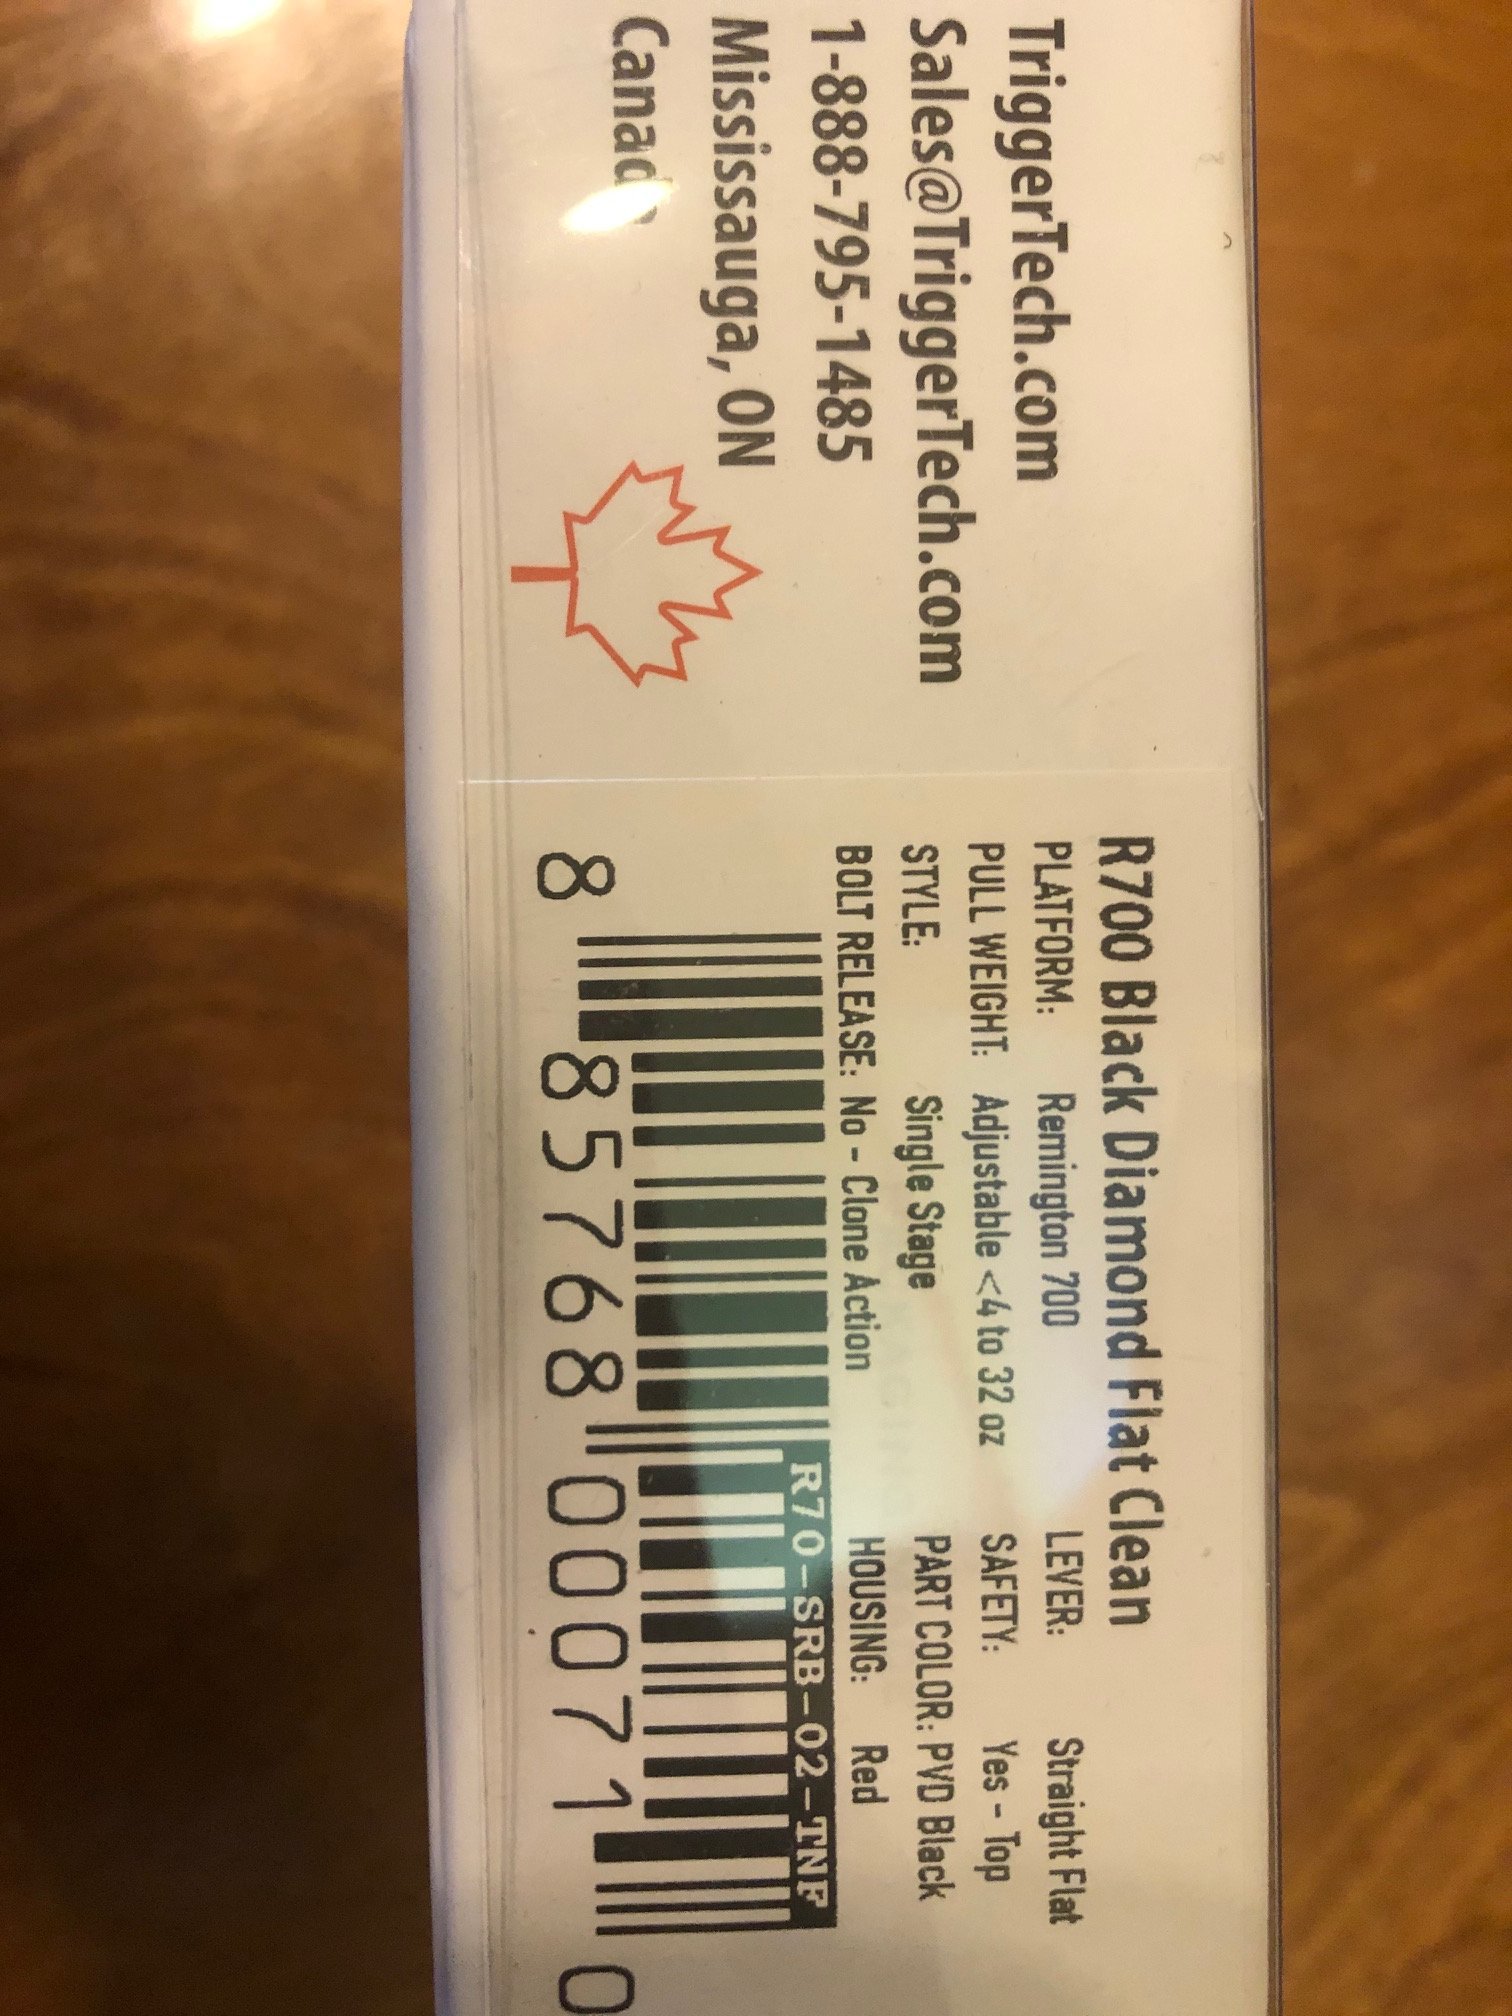 TriggerTech.com
Sales@TriggerTech.com
1-888-795-1485
Mississauga, ON
Canada
R700 Black Diamond Flat Clean
PLATFORM: Remington 700 LEVER: Straight Flat
PULL WEIGHT: Adjustable <4 to 32 oz SAFETY: Yes - Top
STYLE: Single Stage PART COLOR: PVD Black
BOLT RELEASE: No - Clone Action HOUSING: Red
R70-SRB-02-TNF
8 85768 00071 0